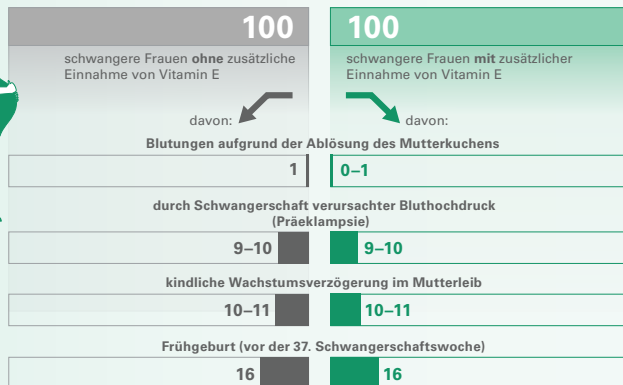 100
100
schwangere Frauen ohne zusätzliche
Einnahme von Vitamin E
schwangere Frauen mit zusätzlicher
Einnahme von Vitamin E
davon:
davon:
Blutungen aufgrund der Ablösung des Mutterkuchens
1
0–1
durch Schwangerschaft verursachter Bluthochdruck
(Präeklampsie)
9–10
9–10
kindliche Wachstumsverzögerung im Mutterleib
10–11
10–11
Frühgeburt (vor der 37. Schwangerschaftswoche)
16
16